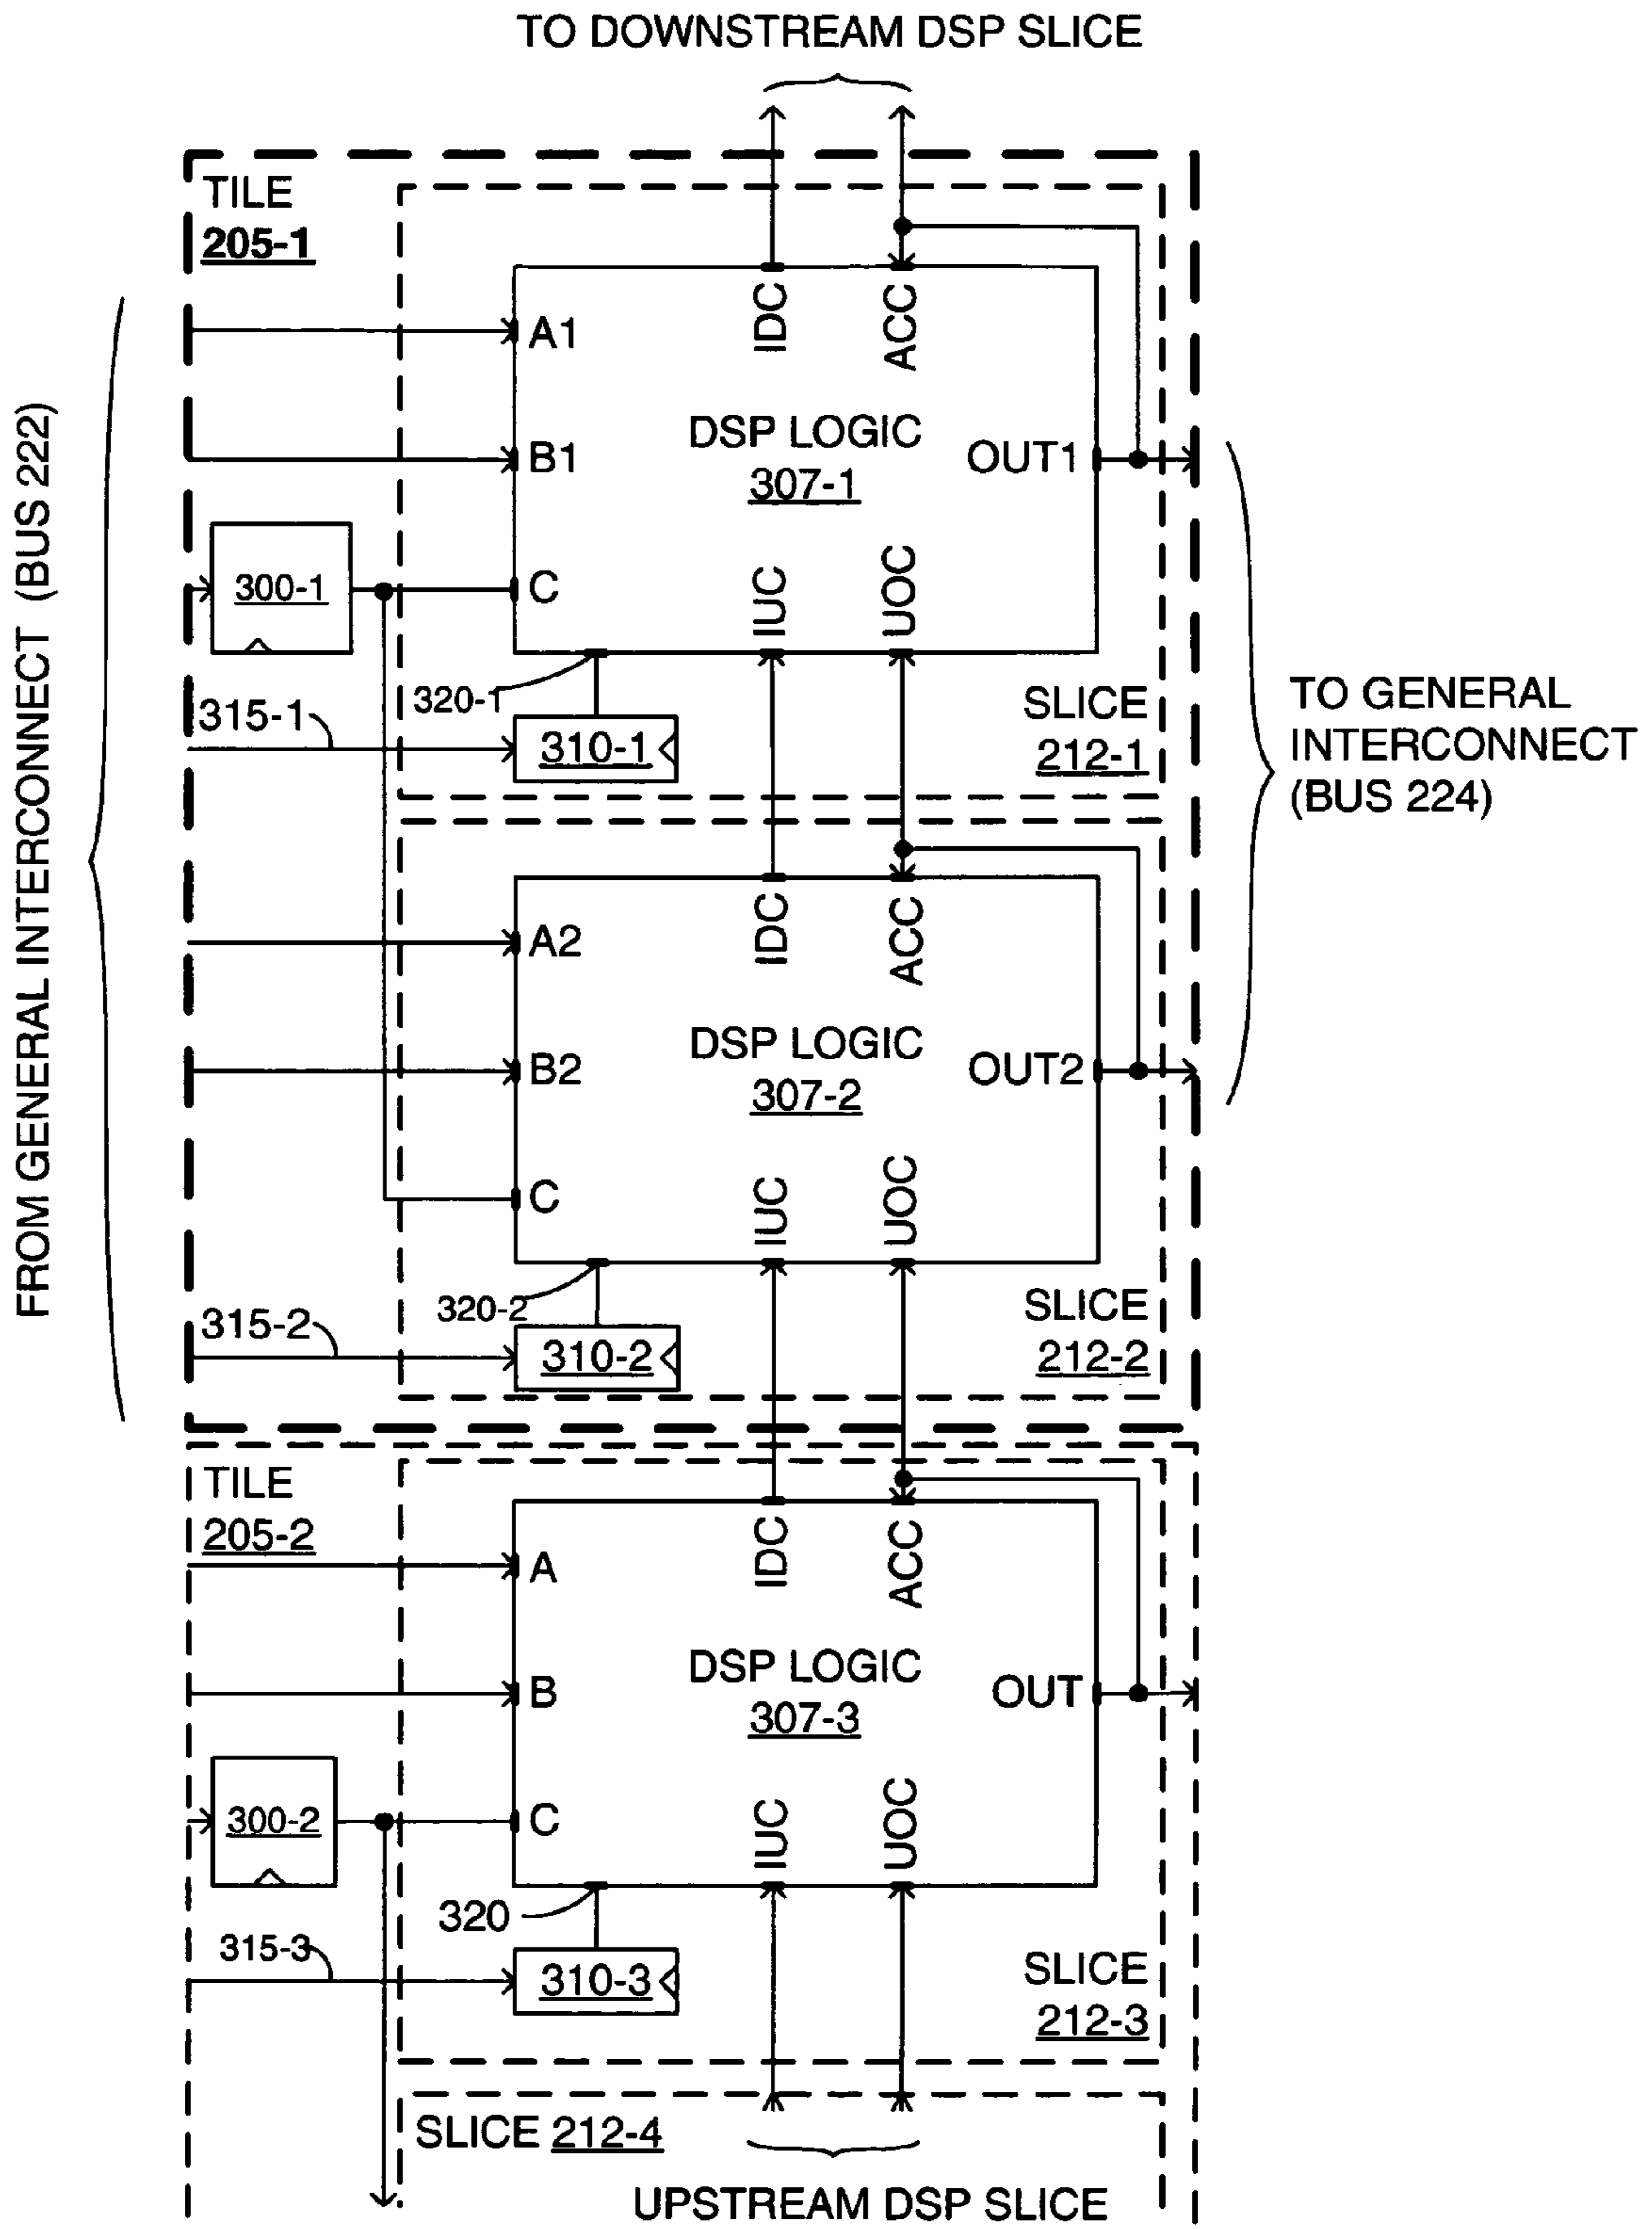 TO DOWNSTREAM DSP SLICE
TILE
205-1
FROM GENERAL INTERCONNECT (BUS 222)
A1
IDC
ACC
B1
DSP LOGIC
307-1
OUT1
300-1
C
IUC
UOC
320-1
315-1
310-1
SLICE
212-1
TO GENERAL
INTERCONNECT
(BUS 224)
A2
IDC
ACC
B2
DSP LOGIC
307-2
OUT2
C
IUC
UOC
320-2
315-2
310-2
SLICE
212-2
TILE
205-2
A
IDC
ACC
B
DSP LOGIC
307-3
OUT
300-2
C
IUC
UOC
320
315-3
310-3
SLICE
212-3
SLICE 212-4
UPSTREAM DSP SLICE